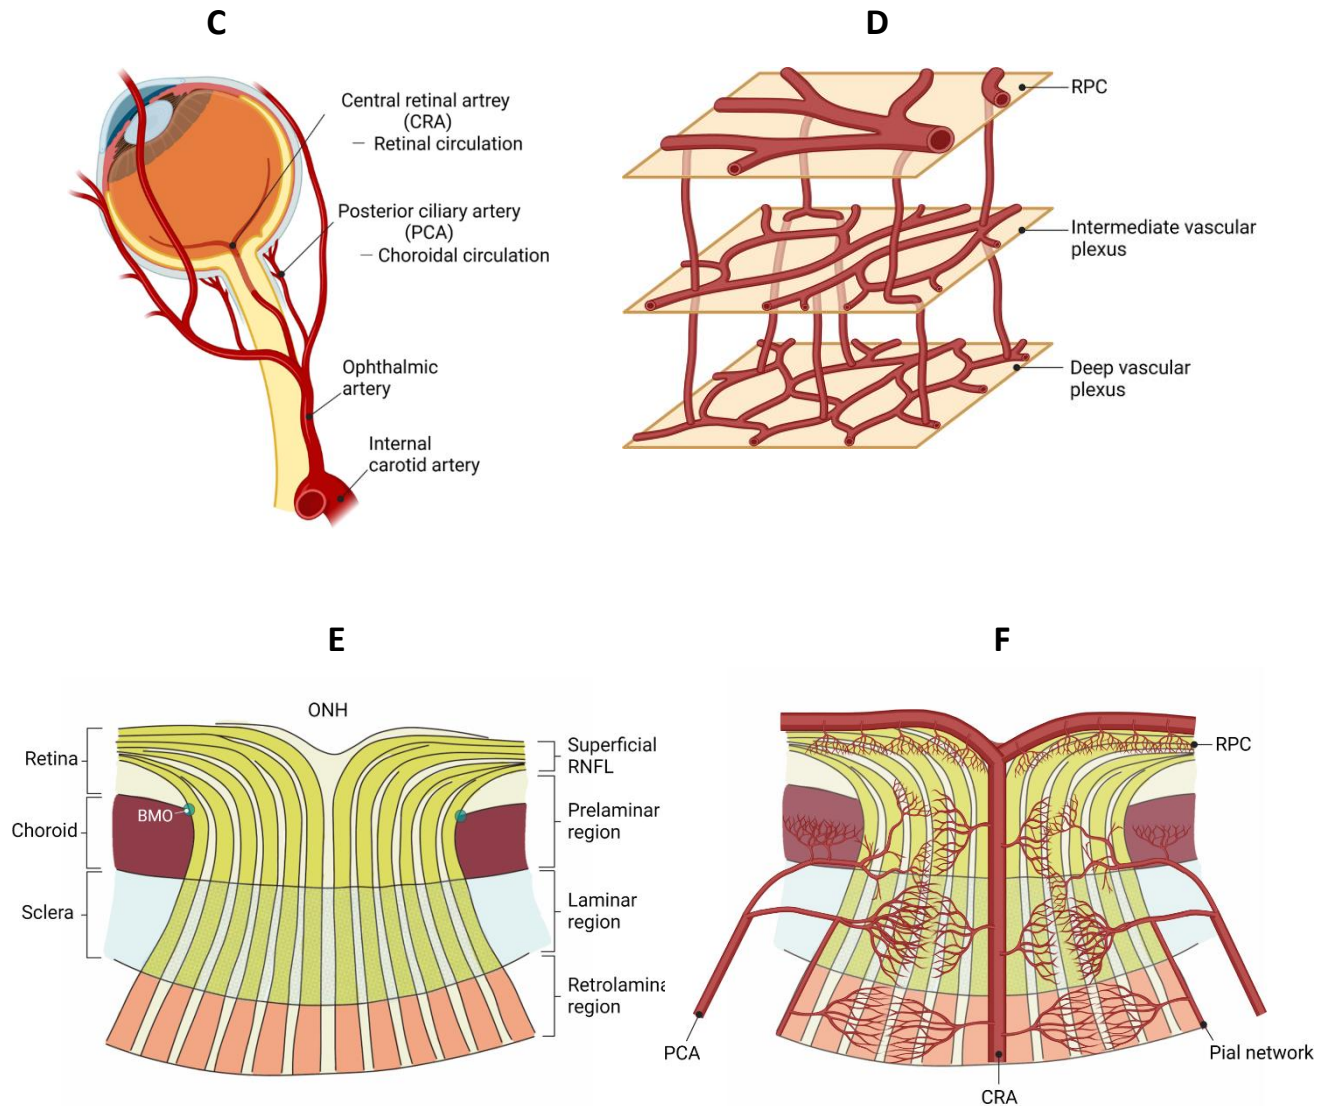 C
D
Central retinal artrey
(CRA)
– Retinal circulation
Posterior ciliary artery
(PCA)
– Choroidal circulation
Ophthalmic
artery
Internal
carotid artery
RPC
Intermediate vascular
plexus
Deep vascular
plexus
E
F
ONH
Retina
Choroid
Sclera
BMO
Superficial
RNFL
Prelaminar
region
Laminar
region
Retrolamina
region
RPC
PCA
CRA
Pial network